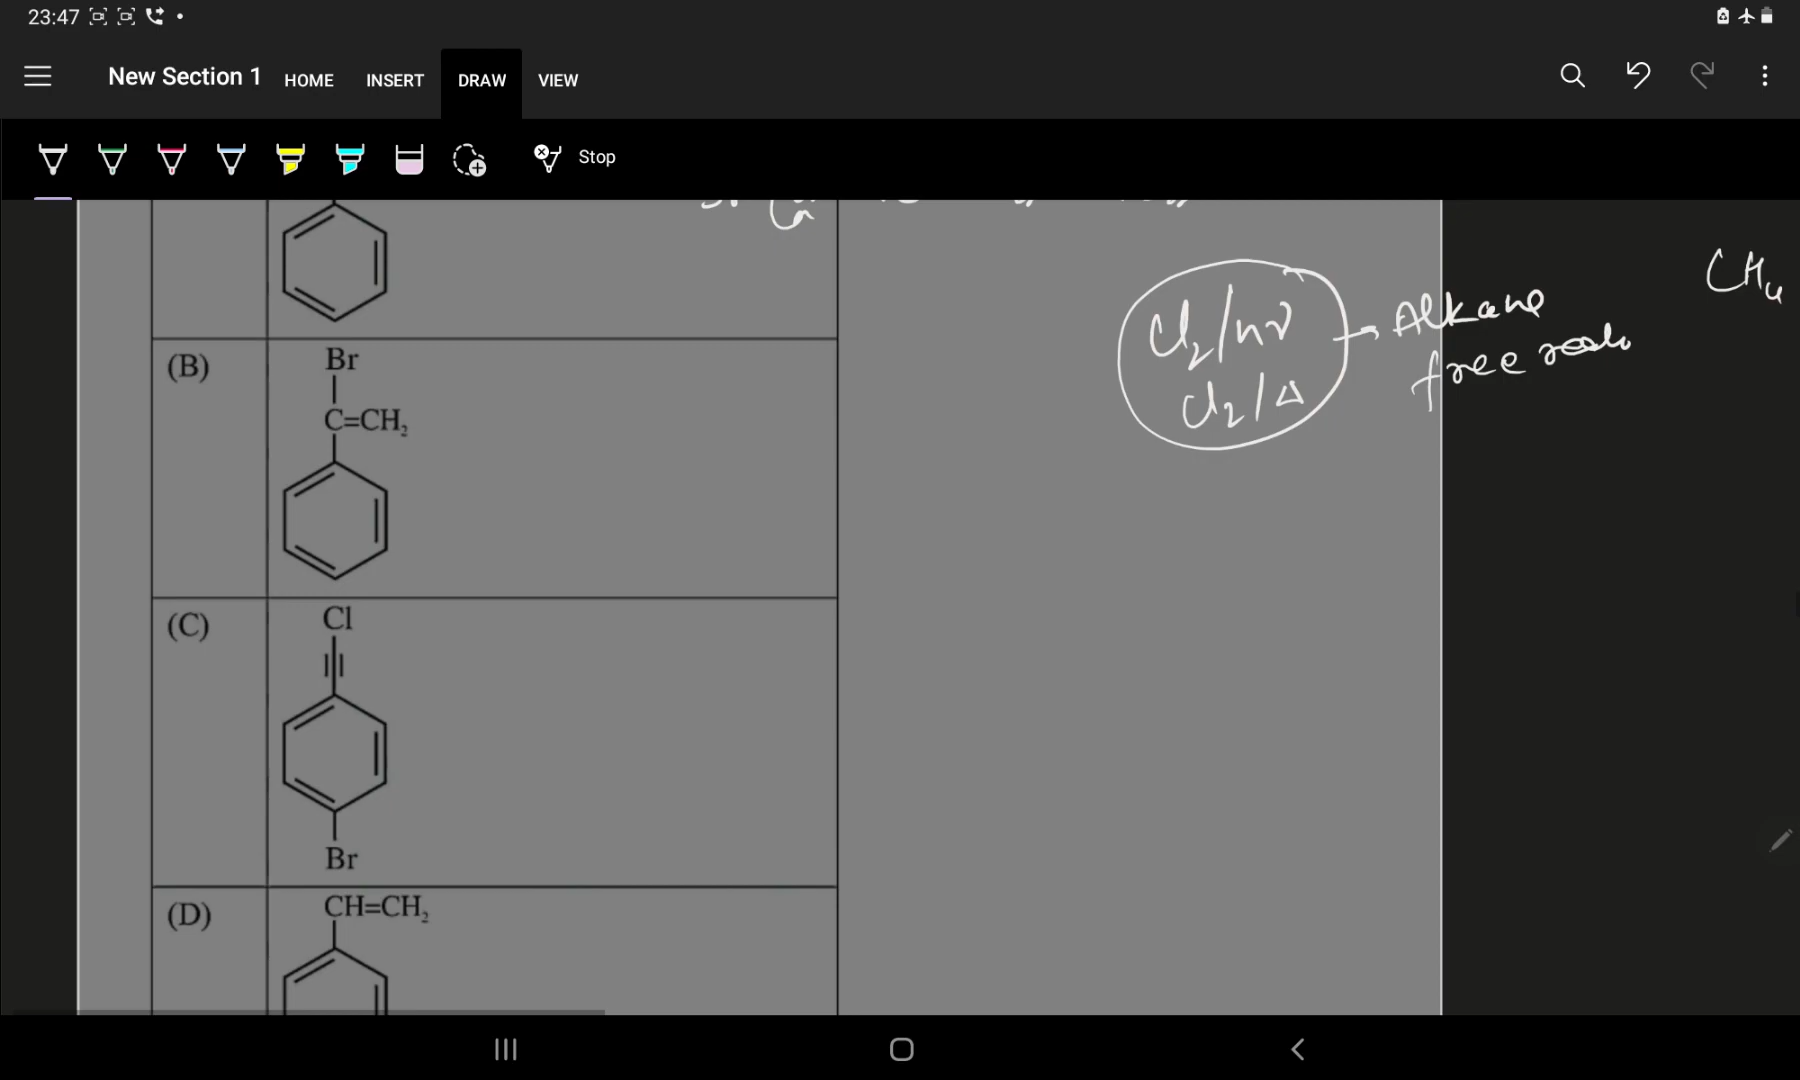 23:47
New Section 1 HOME INSERT DRAW VIEW
Stop
CH₄
Cl₂/hν → Alkane
free
Cl₂/Δ
(B) Br
C=CH₂
(C) Cl
Br
(D) CH=CH₂